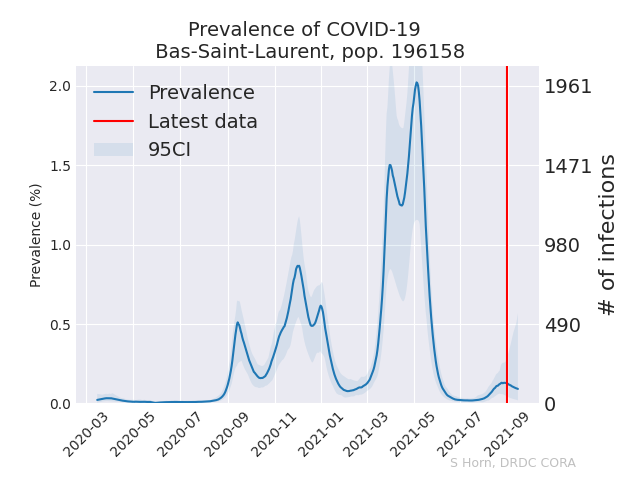 Prevalence of COVID-19
Bas-Saint-Laurent, pop. 196158
Prevalence
Latest data
95CI
Prevalence (%)
2.0
1.5
1.0
0.5
0.0
# of infections
1961
1471
980
490
0
2020-03
2020-05
2020-07
2020-09
2020-11
2021-01
2021-03
2021-05
2021-07
2021-09
S Horn, DRDC CORA